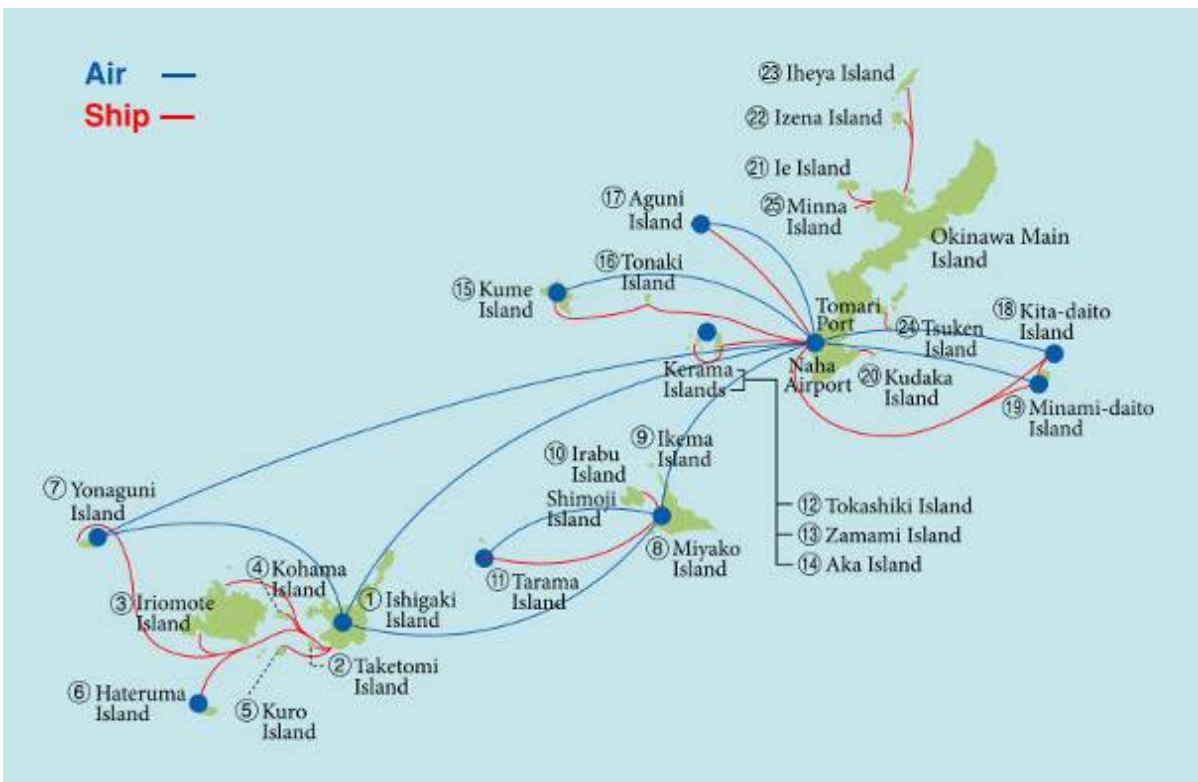 Air
Ship
㉓ Iheya Island
㉒ Izena Island
㉑ Ie Island
㉕ Minna
Island
Okinawa Main
Island
⑰ Aguni
Island
⑯ Tonaki
Island
⑮ Kume
Island
Tomari
Port
⑱ Kita-daito
Island
㉔ Tsuken
Island
Kerama
Islands
Naha
Airport
⑳ Kudaka
Island
⑲ Minami-daito
Island
⑨ Ikema
Island
⑩ Irabu
Island
Shimoji
Island
⑦ Yonaguni
Island
⑫ Tokashiki Island
⑬ Zamami Island
⑭ Aka Island
⑧ Miyako
Island
⑪ Tarama
Island
④ Kohama
Island
③ Iriomote
Island
① Ishigaki
Island
② Taketomi
Island
⑥ Hateruma
Island
⑤ Kuro
Island